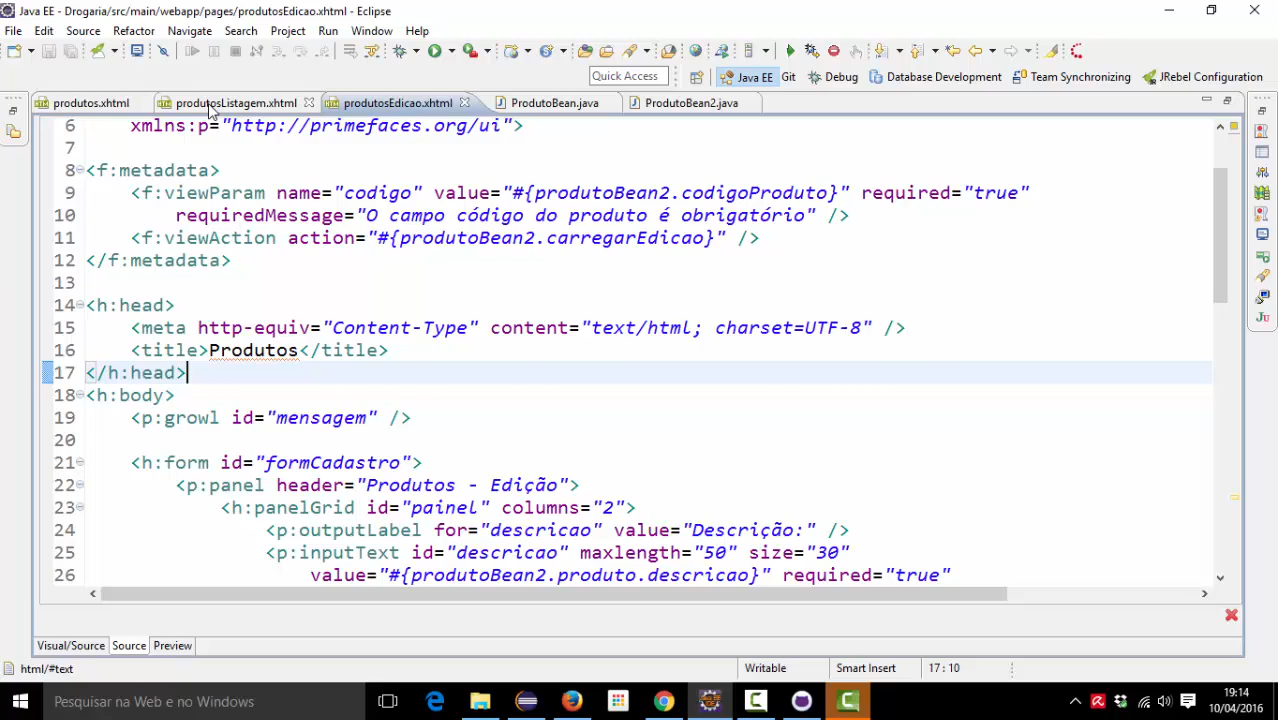 Java EE - Drogaria/src/main/webapp/pages/produtosEdicao.xhtml - Eclipse
File Edit Source Refactor Navigate Search Project Run Window Help
Quick Access Java EE Git Debug Database Development Team Synchronizing JRebel Configuration
produtos.xhtml produtosListagem.xhtml produtosEdicao.xhtml ProdutoBean.java ProdutoBean2.java
6 xmlns:p="http://primefaces.org/ui">
7
8 <f:metadata>
9 <f:viewParam name="codigo" value="#{produtoBean2.codigoProduto}" required="true"
10 requiredMessage="O campo código do produto é obrigatório" />
11 <f:viewAction action="#{produtoBean2.carregarEdicao}" />
12 </f:metadata>
13
14 <h:head>
15 <meta http-equiv="Content-Type" content="text/html; charset=UTF-8" />
16 <title>Produtos</title>
17 </h:head>
18 <h:body>
19 <p:growl id="mensagem" />
20
21 <h:form id="formCadastro">
22 <p:panel header="Produtos - Edição">
23 <h:panelGrid id="painel" columns="2">
24 <p:outputLabel for="descricao" value="Descrição:" />
25 <p:inputText id="descricao" maxlength="50" size="30"
26 value="#{produtoBean2.produto.descricao}" required="true"
Visual/Source Source Preview
html/#text Writable Smart Insert 17 : 10
Pesquisar na Web e no Windows
19:14
10/04/2016